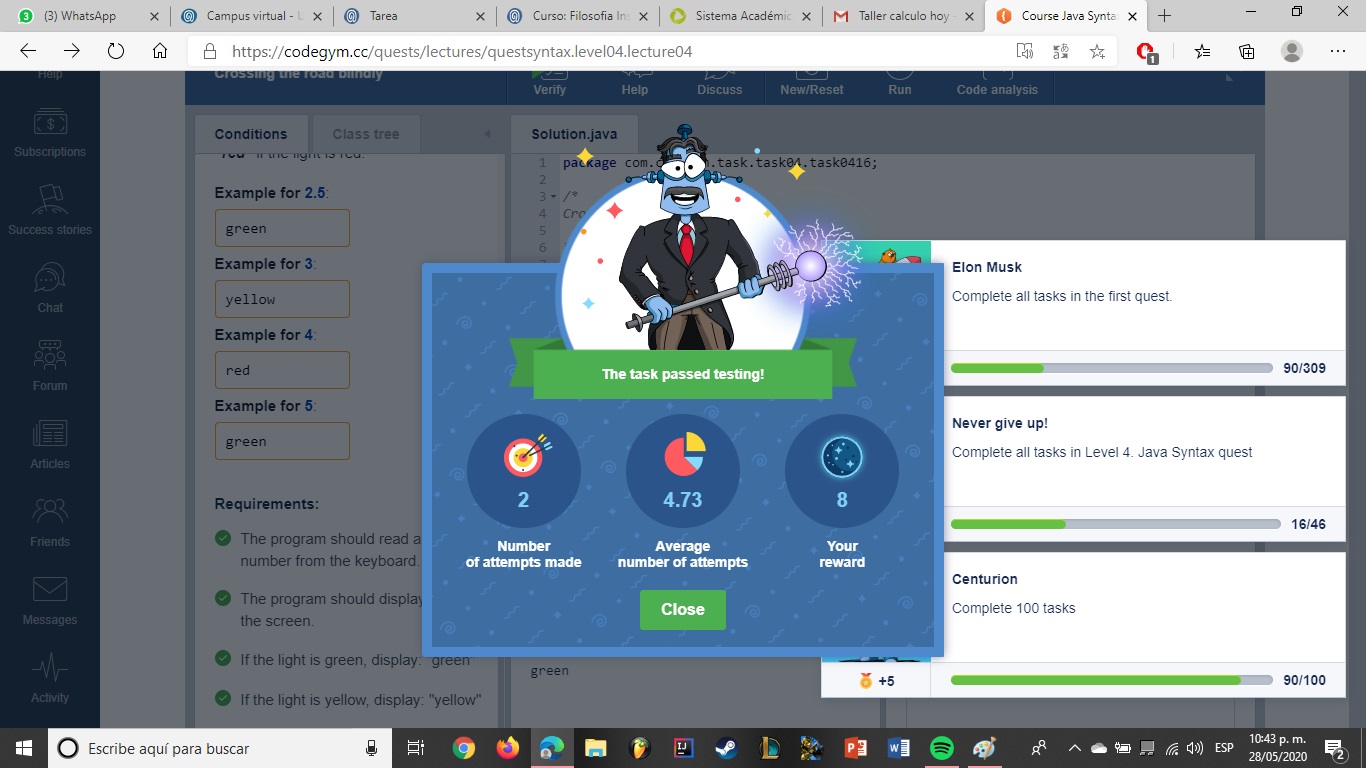 (3) WhatsApp
Campus virtual - U
Tarea
Curso: Filosofia Ins
Sistema Académic
Taller calculo hoy -
Course Java Syntax
https://codegym.cc/quests/lectures/questsyntax.level04.lecture04
1
Help
Subscriptions
Success stories
Chat
Forum
Articles
Friends
Messages
Activity
Crossing the road blindly
Verify
Help
Discuss
New/Reset
Run
Code analysis
Conditions
Class tree
"red" if the light is red.
Example for 2.5:
green
Example for 3:
yellow
Example for 4:
red
Example for 5:
green
Requirements:
The program should read a
number from the keyboard.
The program should display
the screen.
If the light is green, display: "green"
If the light is yellow, display: "yellow"
Solution.java
1 package com.c .task.task04.task0416;
2
3 /*
4 Cro
5
6
green
The task passed testing!
2
Number
of attempts made
4.73
Average
number of attempts
8
Your
reward
Close
Elon Musk
Complete all tasks in the first quest.
90/309
Never give up!
Complete all tasks in Level 4. Java Syntax quest
16/46
Centurion
Complete 100 tasks
+5
90/100
Escribe aquí para buscar
ESP
10:43 p. m.
28/05/2020
2